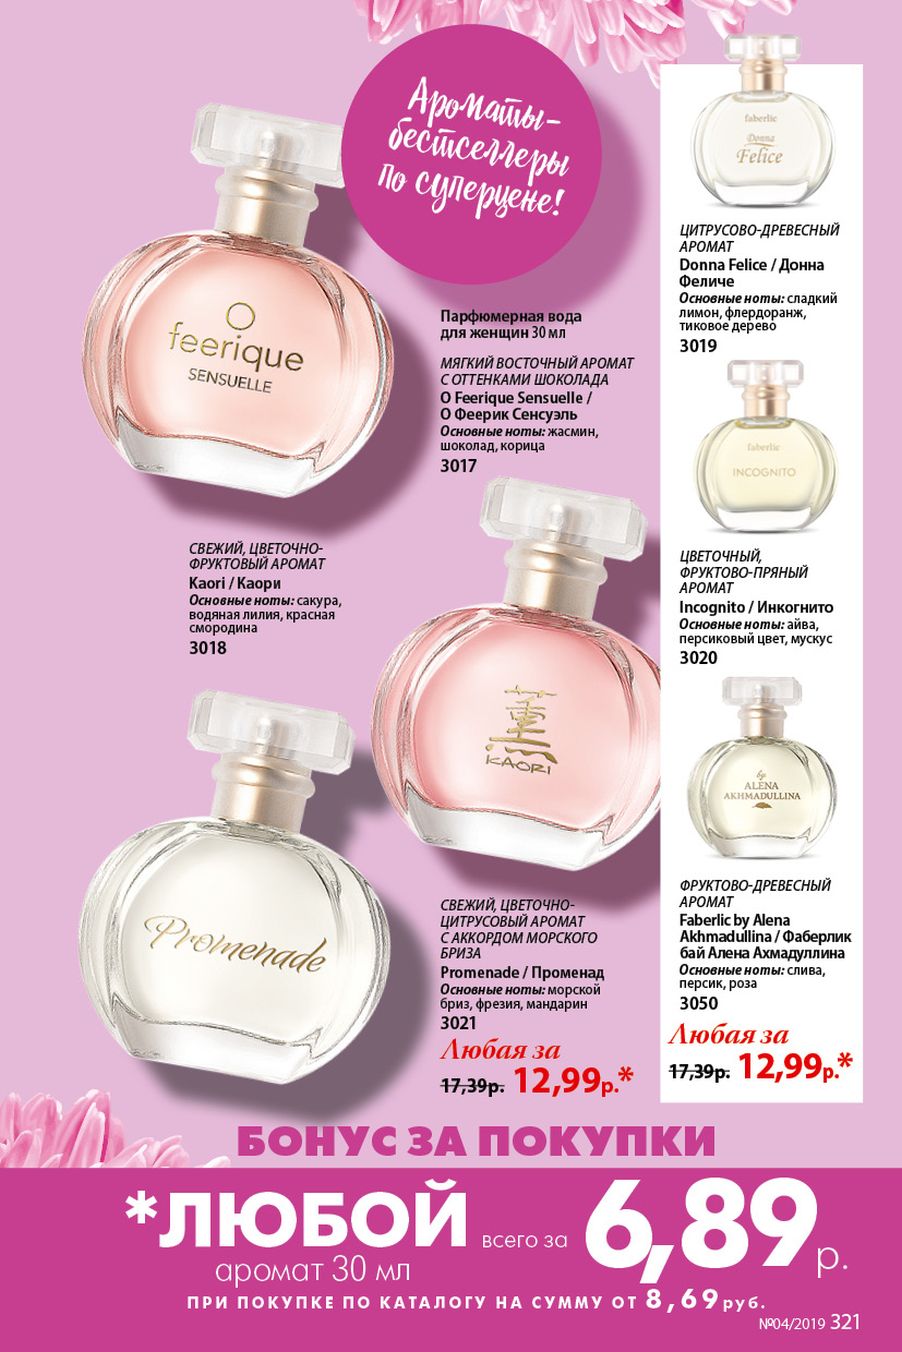 Ароматы-
бестселлеры
по суперцене!
O
feerique
SENSUELLE
Парфюмерная вода
для женщин 30 мл
МЯГКИЙ ВОСТОЧНЫЙ АРОМАТ
С ОТТЕНКАМИ ШОКОЛАДА
O Feerique Sensuelle /
О Феерик Сенсуэль
Основные ноты: жасмин,
шоколад, корица
3017
СВЕЖИЙ, ЦВЕТОЧНО-
ФРУКТОВЫЙ АРОМАТ
Kaori / Каори
Основные ноты: сакура,
водяная лилия, красная
смородина
3018
薫
KAORI
Promenade
СВЕЖИЙ, ЦВЕТОЧНО-
ЦИТРУСОВЫЙ АРОМАТ
С АККОРДОМ МОРСКОГО
БРИЗА
Promenade / Променад
Основные ноты: морской
бриз, фрезия, мандарин
3021
Любая за
17,39р. 12,99р.*
faberlic
Donna
Felice
ЦИТРУСОВО-ДРЕВЕСНЫЙ
АРОМАТ
Donna Felice / Донна
Феличе
Основные ноты: сладкий
лимон, флердоранж,
тиковое дерево
3019
faberlic
INCOGNITO
ЦВЕТОЧНЫЙ,
ФРУКТОВО-ПРЯНЫЙ
АРОМАТ
Incognito / Инкогнито
Основные ноты: айва,
персиковый цвет, мускус
3020
by
ALENA
AKHMADULLINA
ФРУКТОВО-ДРЕВЕСНЫЙ
АРОМАТ
Faberlic by Alena
Akhmadullina / Фаберлик
бай Алена Ахмадуллина
Основные ноты: слива,
персик, роза
3050
Любая за
17,39р. 12,99р.*
БОНУС ЗА ПОКУПКИ
*ЛЮБОЙ всего за 6,89 р.
аромат 30 мл
ПРИ ПОКУПКЕ ПО КАТАЛОГУ НА СУММУ ОТ 8,69 руб.
№04/2019 321